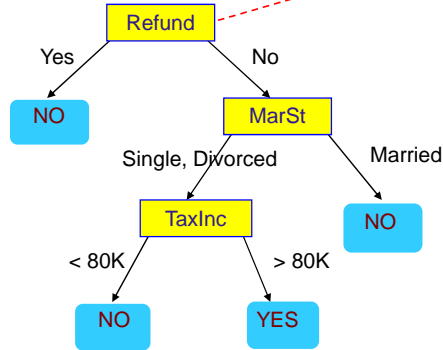 Refund
Yes
No
NO
MarSt
Single, Divorced
Married
TaxInc
NO
< 80K
> 80K
NO
YES